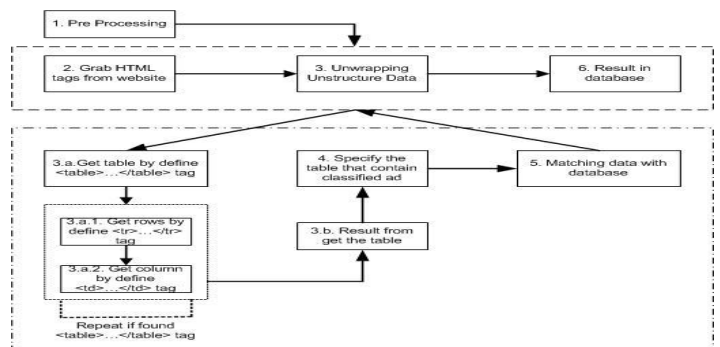 1. Pre Processing
2. Grab HTML
tags from website
3. Unwrapping
Unstructure Data
6. Result in
database
3.a.Get table by define
<table>...</table> tag
4. Specify the
table that contain
classified ad
5. Matching data with
database
3.a.1. Get rows by
define <tr>...</tr>
tag
3.b. Result from
get the table
3.a.2. Get column
by define
<td>...</td> tag
Repeat if found
<table>...</table> tag